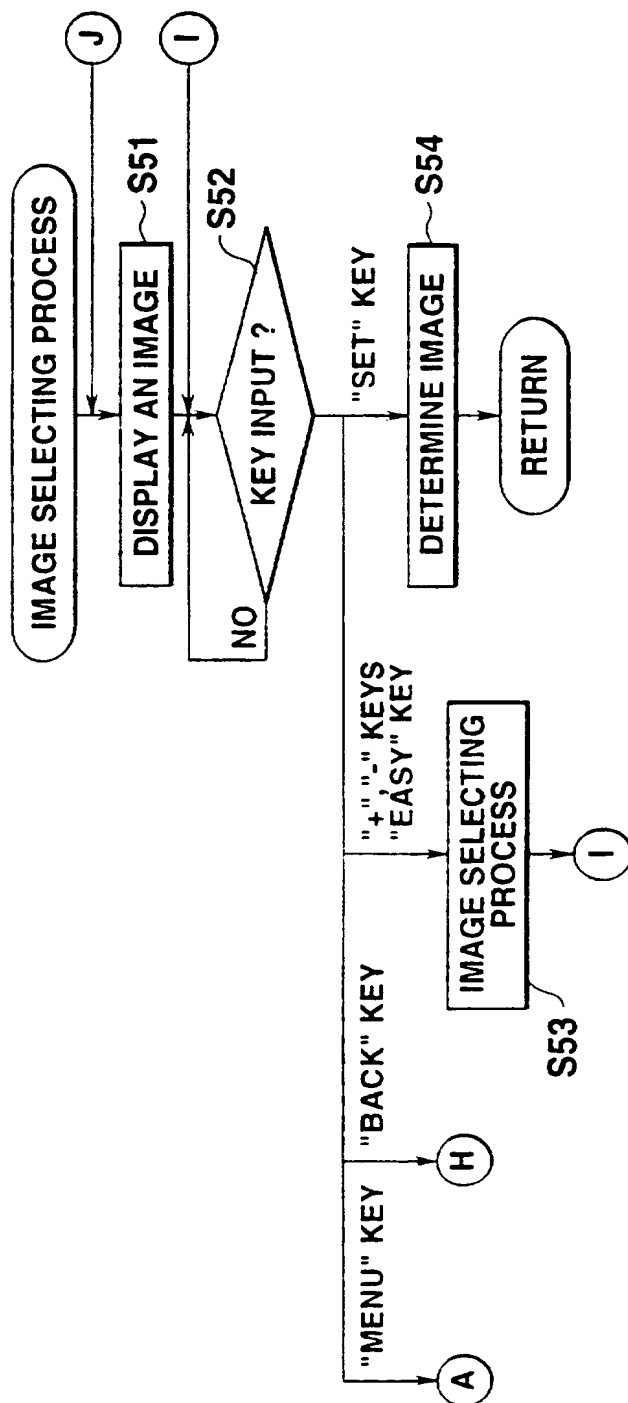 IMAGE SELECTING PROCESS
J
DISPLAY AN IMAGE
S51
I
KEY INPUT ?
S52
NO
"MENU" KEY
"BACK" KEY
"+","-" KEYS
"EASY" KEY
"SET" KEY
A
H
IMAGE SELECTING
PROCESS
S53
I
DETERMINE IMAGE
S54
RETURN